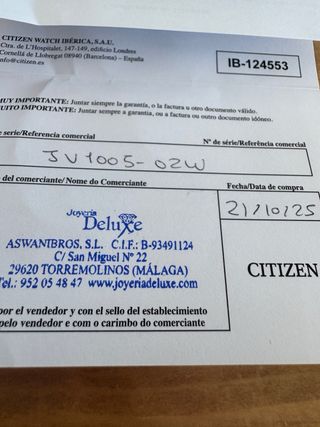 CITIZEN WATCH IBÉRICA, S.A.U.
Ctra. de L'Hospitalet, 147-149, edificio Londres
Cornellá de Llobregat 08940 (Barcelona) – España
info@citizen.es
IB-124553
MUY IMPORTANTE: Juntar siempre la garantía, o la factura u otro documento válido.
MUITO IMPORTANTE: Juntar sempre a garantia, ou a factura ou outro documento idóneo.
de serie/Referencia comercial
Nº de série/Referência comercial
JV1005-02W
del comerciante/ Nome do Comerciante
Fecha/Data de compra
21/10/25
Joyería
Deluxe
ASWANIBROS, S.L. C.I.F.: B-93491124
C/ San Miguel Nº 22
29620 TORREMOLINOS (MÁLAGA)
Tel.: 952 05 48 47 www.joyeriadeluxe.com
CITIZEN
por el vendedor y con el sello del establecimiento
pelo vendedor e com o carimbo do comerciante